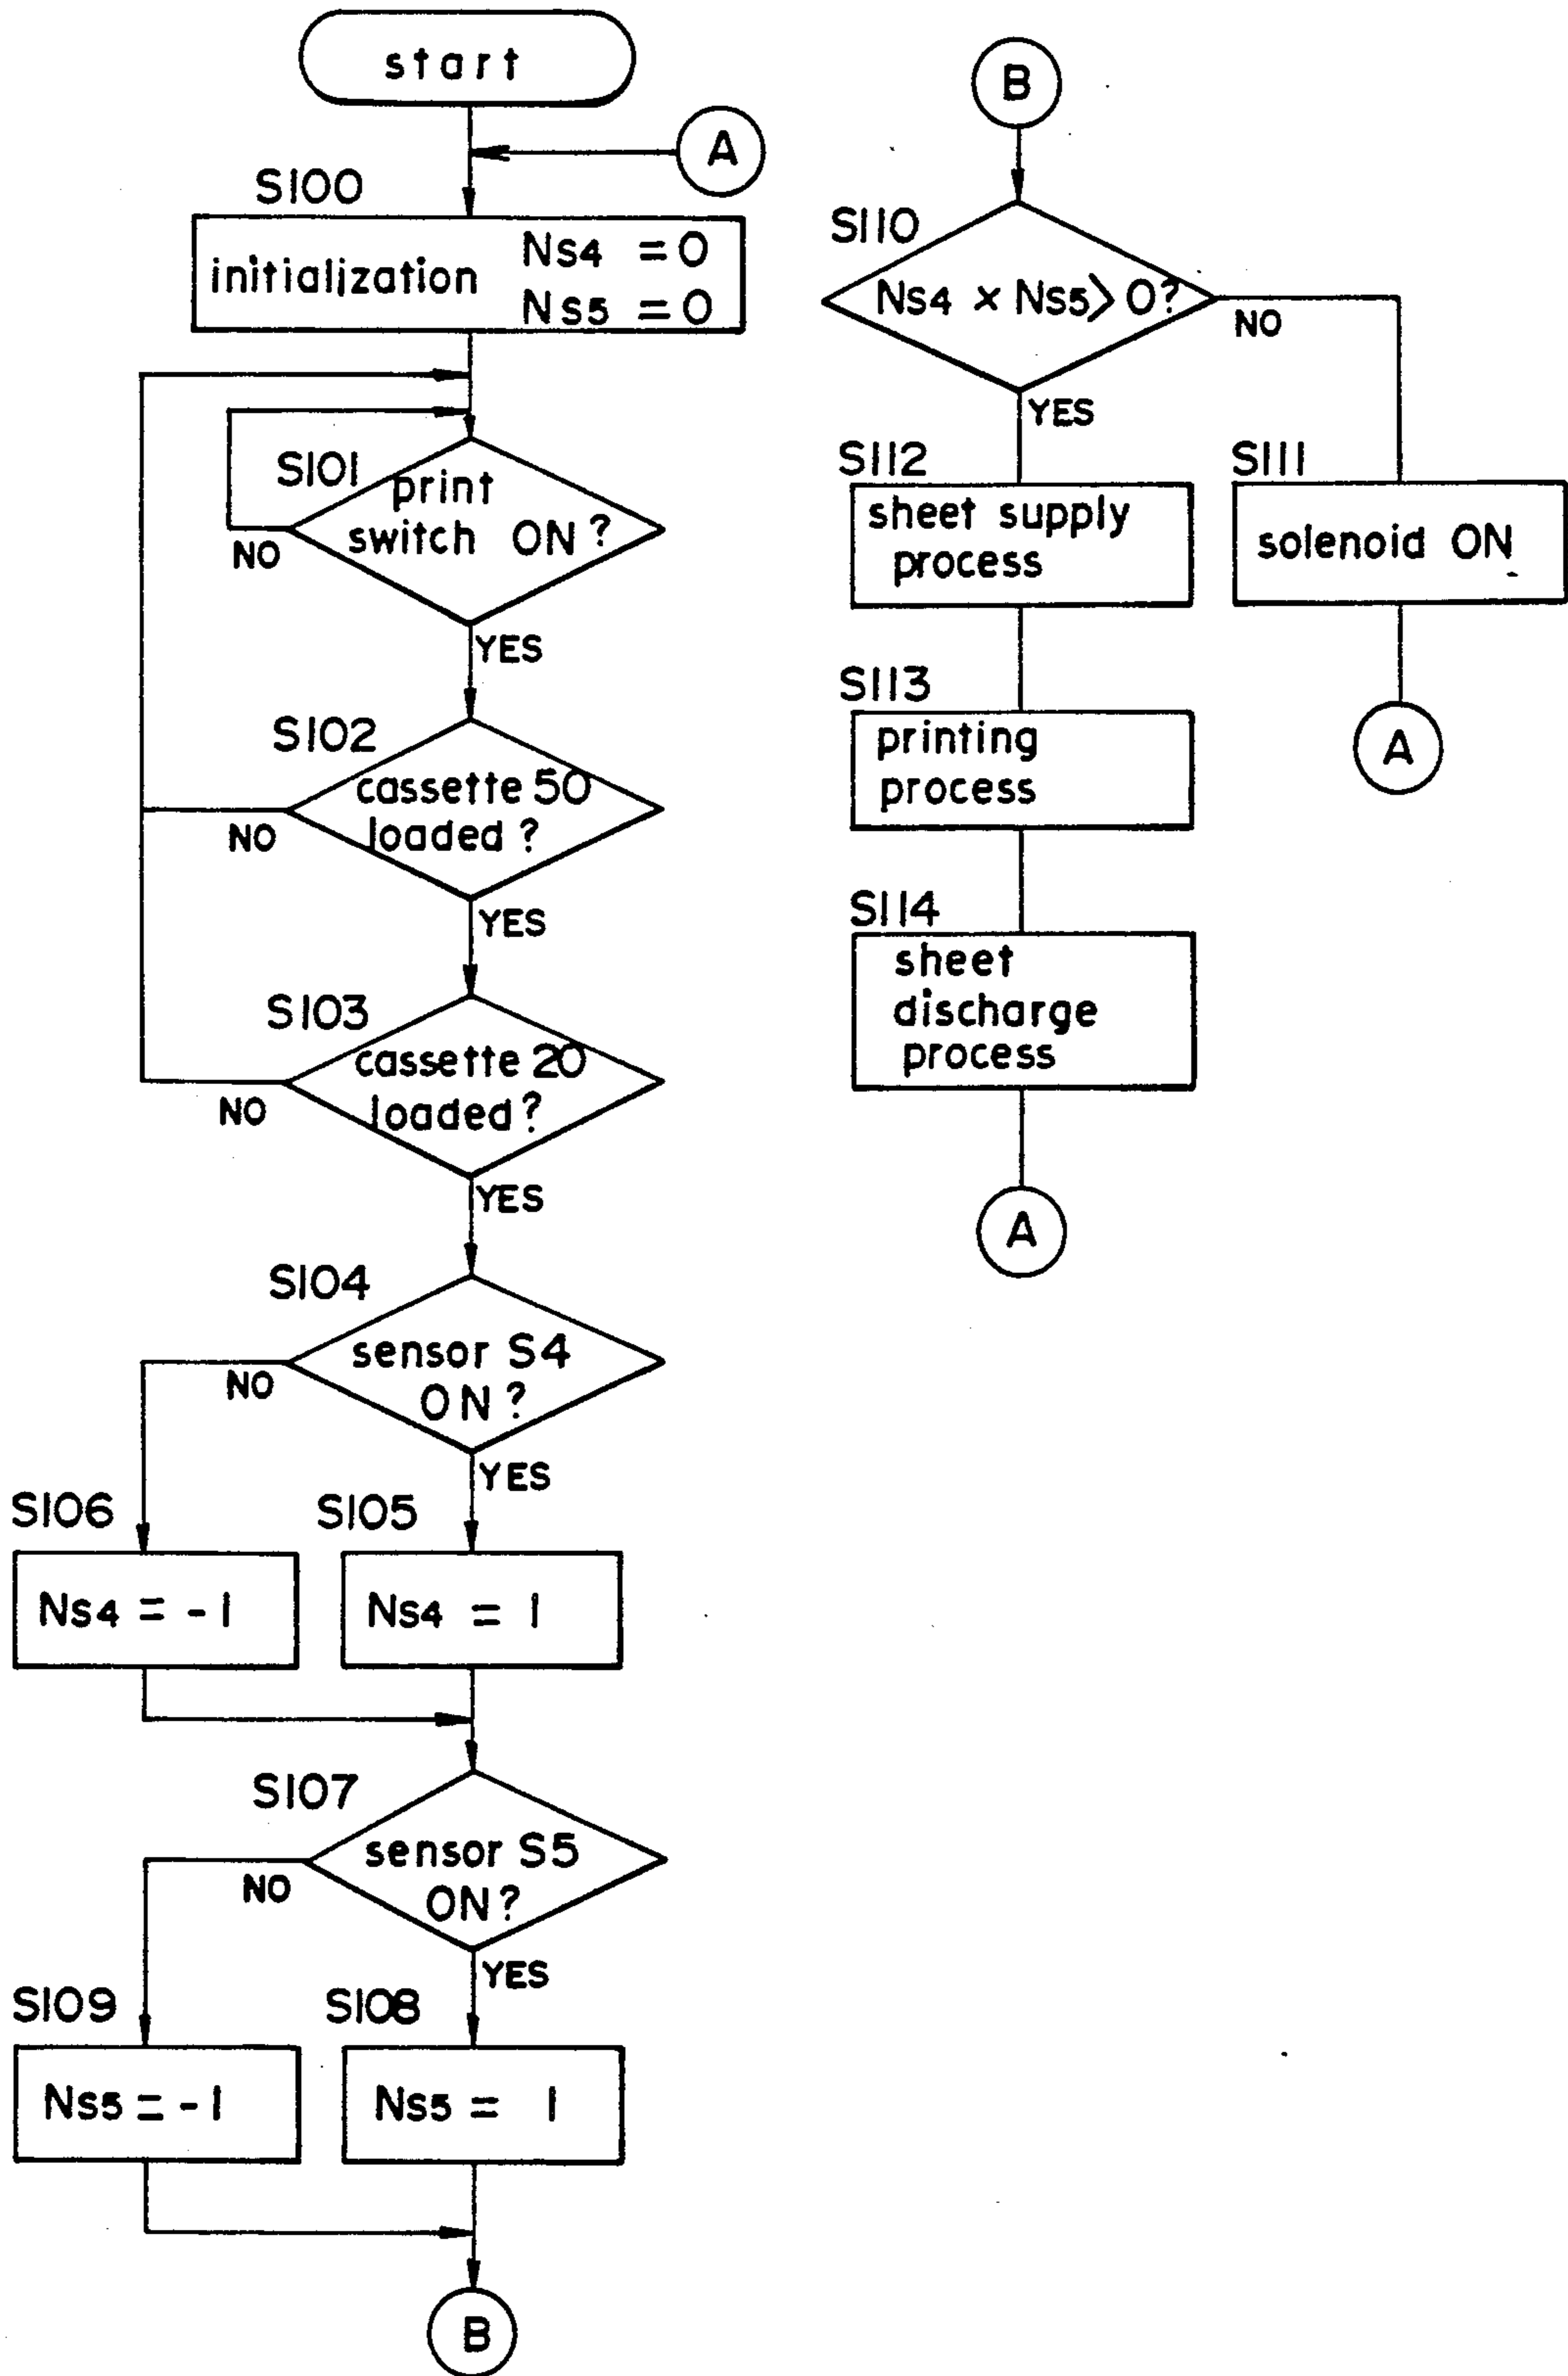 start
A
S100
initialization Ns4 = 0
Ns5 = 0
S101
print
switch ON ?
NO
YES
S102
cassette 50
loaded ?
NO
YES
S103
cassette 20
loaded ?
NO
YES
S104
sensor S4
ON ?
NO
YES
S106
Ns4 = -1
S105
Ns4 = 1
S107
sensor S5
ON ?
NO
YES
S109
Ns5 = -1
S108
Ns5 = 1
B
B
S110
Ns4 × Ns5 > 0 ?
NO
YES
S112
sheet supply
process
S111
solenoid ON
A
S113
printing
process
S114
sheet
discharge
process
A